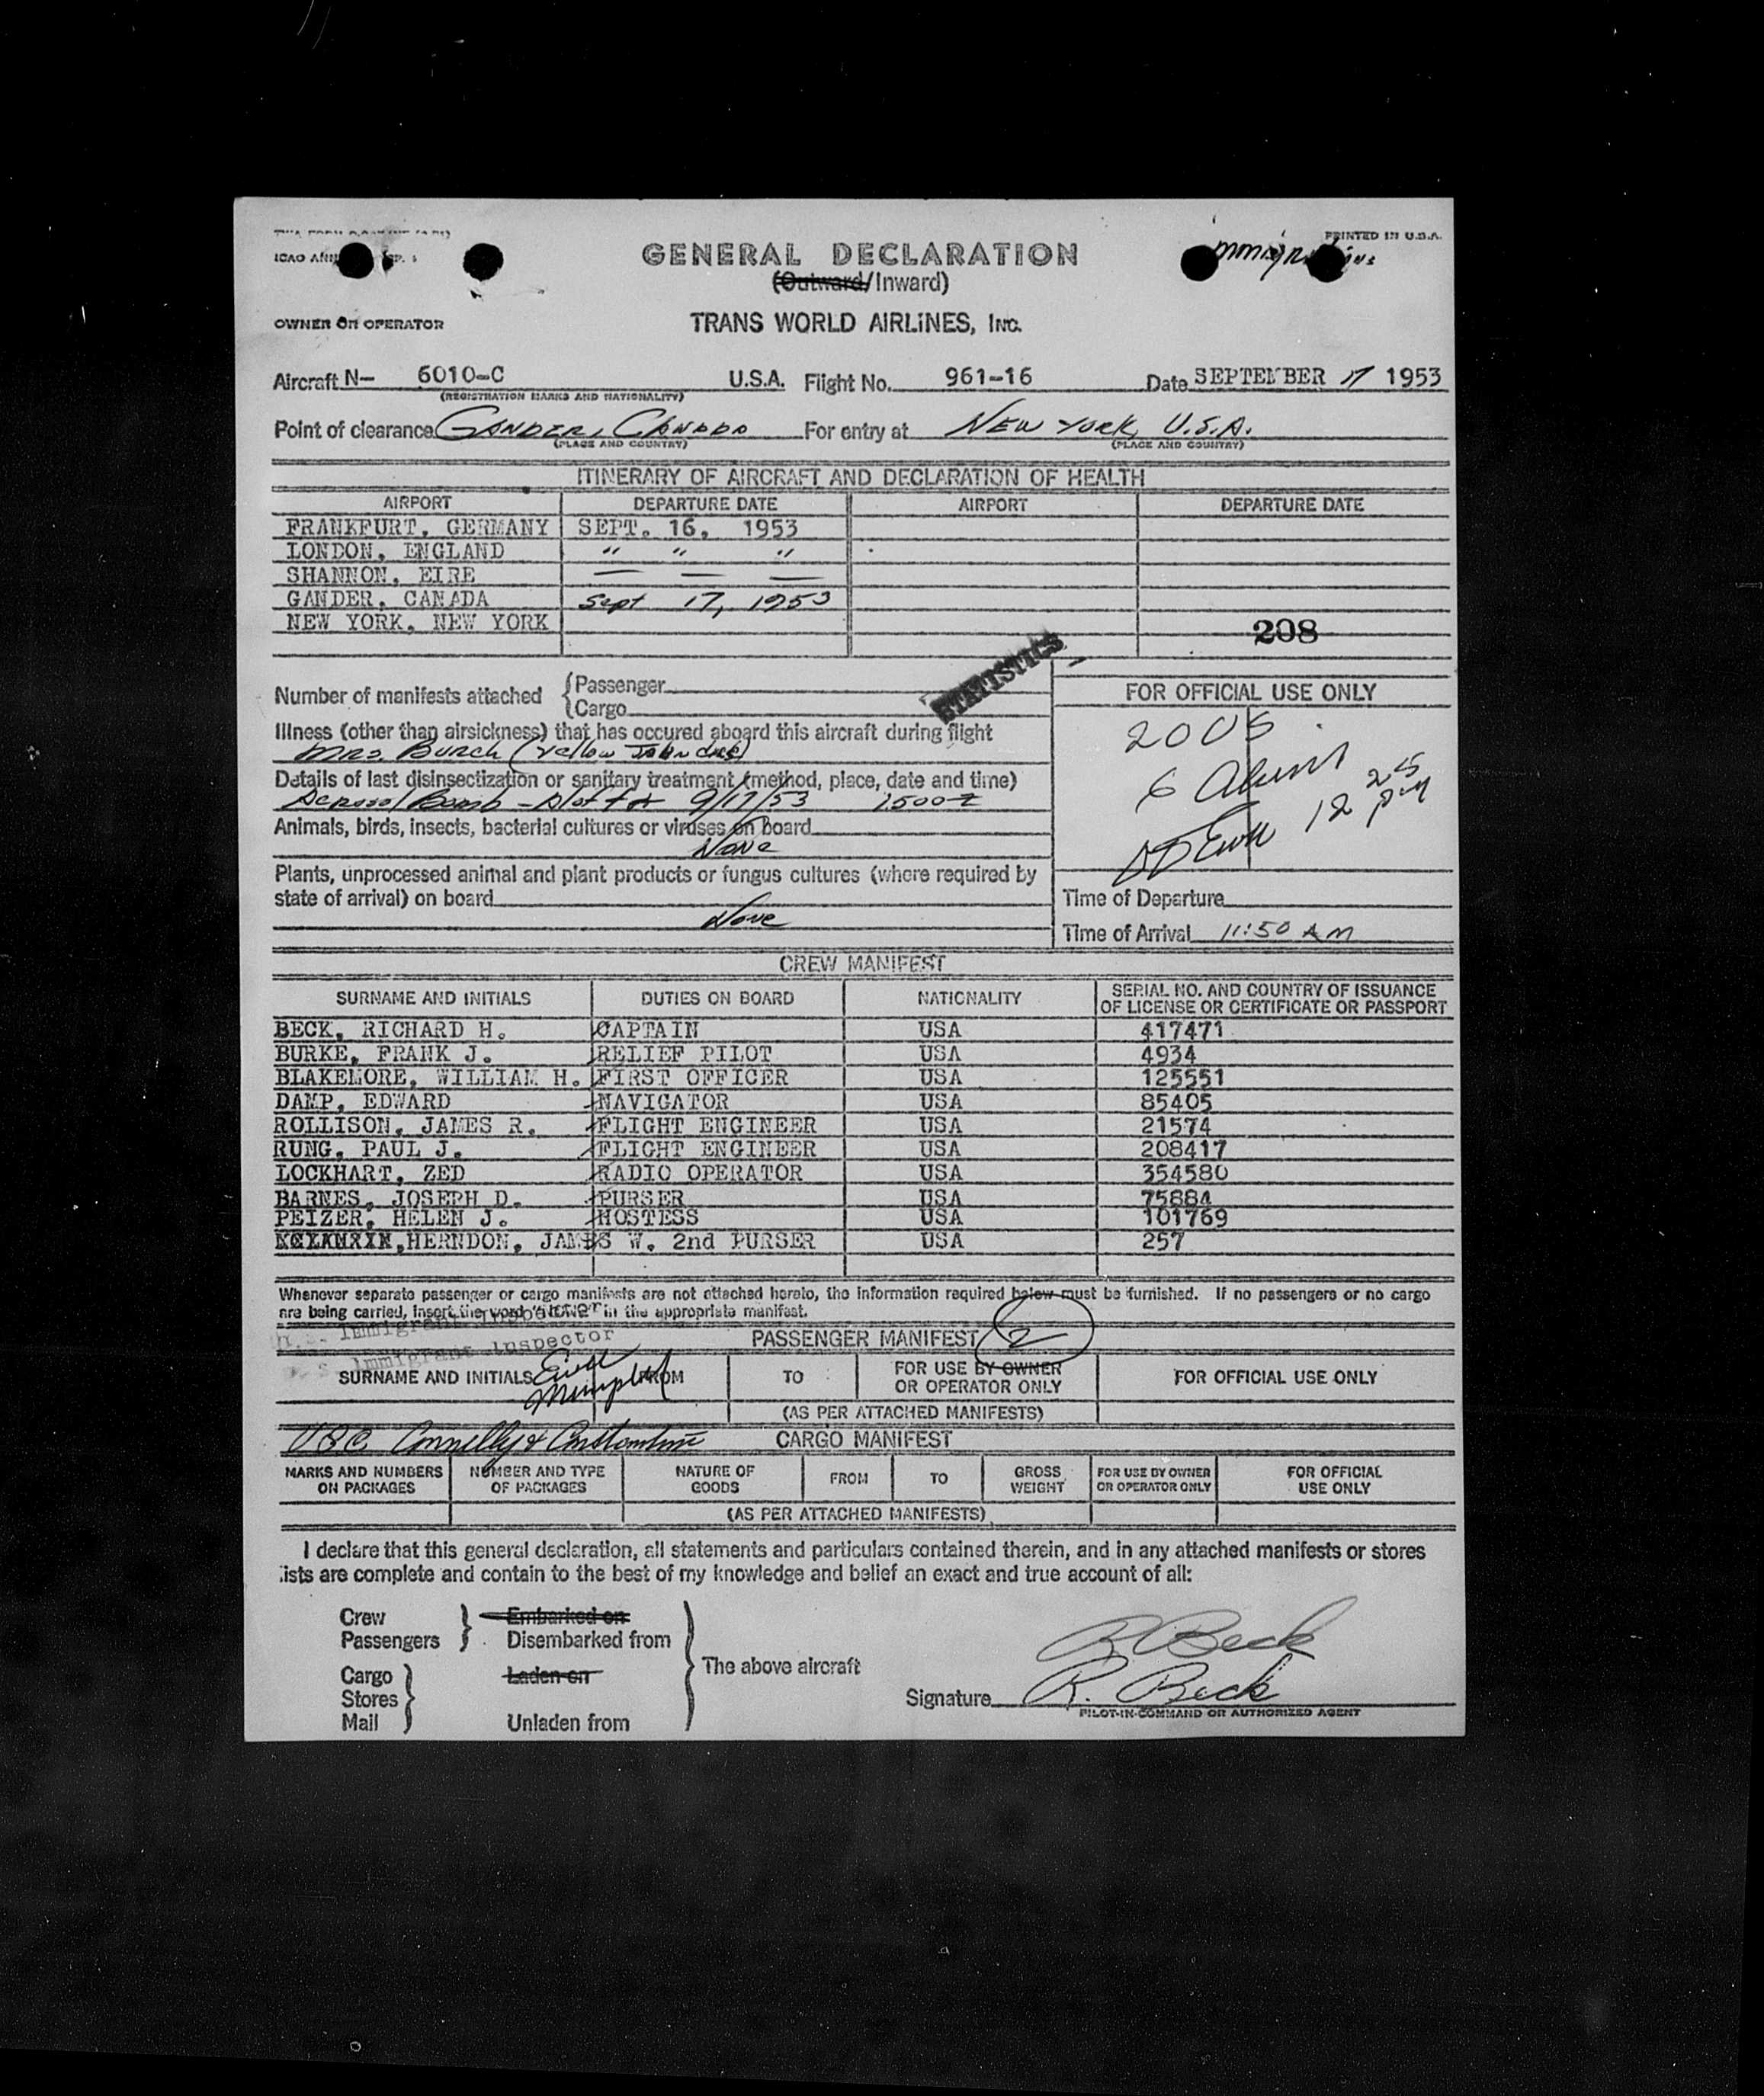 PRINTED IN U.S.A.
GENERAL DECLARATION
(Outward/Inward)
OWNER OR OPERATOR
TRANS WORLD AIRLINES, INC.
Aircraft N- 6010-C U.S.A. Flight No. 961-16 Date SEPTEMBER 17 1953
(REGISTRATION MARKS AND NATIONALITY)
Point of clearance GANDER, CANADA For entry at NEW YORK, U.S.A.
(PLACE AND COUNTRY) (PLACE AND COUNTRY)
ITINERARY OF AIRCRAFT AND DECLARATION OF HEALTH
AIRPORT DEPARTURE DATE AIRPORT DEPARTURE DATE
FRANKFURT, GERMANY SEPT. 16, 1953
LONDON, ENGLAND " " "
SHANNON, EIRE — — —
GANDER, CANADA Sept 17, 1953
NEW YORK, NEW YORK
208
STATISTICS
Number of manifests attached {Passenger
{Cargo
FOR OFFICIAL USE ONLY
Illness (other than airsickness) that has occured aboard this aircraft during flight
Mrs. Burch (Yellow Jaundice)
Details of last disinsectization or sanitary treatment (method, place, date and time)
Aerosol Bomb - 9/17/53 1500Z
Animals, birds, insects, bacterial cultures or viruses on board
None
Plants, unprocessed animal and plant products or fungus cultures (where required by
state of arrival) on board
None
6 Aliens
12 25 pm
Time of Departure
Time of Arrival 11:50 AM
CREW MANIFEST
SURNAME AND INITIALS DUTIES ON BOARD NATIONALITY SERIAL NO. AND COUNTRY OF ISSUANCE
OF LICENSE OR CERTIFICATE OR PASSPORT
BECK, RICHARD H. CAPTAIN USA 417471
BURKE, FRANK J. RELIEF PILOT USA 4934
BLAKEMORE, WILLIAM H. FIRST OFFICER USA 125551
DAMP, EDWARD NAVIGATOR USA 85405
ROLLISON, JAMES R. FLIGHT ENGINEER USA 21574
RUNG, PAUL J. FLIGHT ENGINEER USA 208417
LOCKHART, ZED RADIO OPERATOR USA 354580
BARNES, JOSEPH D. PURSER USA 75884
PEIZER, HELEN J. HOSTESS USA 101769
HERNDON, JAMES W. 2nd PURSER USA 257
Whenever separate passenger or cargo manifests are not attached hereto, the information required below must be furnished. If no passengers or no cargo
are being carried, insert the word in the appropriate manifest.
U.S. Immigrant Inspector
U.S. Immigrant Inspector
PASSENGER MANIFEST 2
SURNAME AND INITIALS FROM TO FOR USE BY OWNER
OR OPERATOR ONLY FOR OFFICIAL USE ONLY
(AS PER ATTACHED MANIFESTS)
Connelly & Constantine CARGO MANIFEST
MARKS AND NUMBERS
ON PACKAGES NUMBER AND TYPE
OF PACKAGES NATURE OF
GOODS FROM TO GROSS
WEIGHT FOR USE BY OWNER
OR OPERATOR ONLY FOR OFFICIAL
USE ONLY
(AS PER ATTACHED MANIFESTS)
I declare that this general declaration, all statements and particulars contained therein, and in any attached manifests or stores
lists are complete and contain to the best of my knowledge and belief an exact and true account of all:
Crew Embarked on
Passengers Disembarked from
Cargo Laden on
Stores
Mail Unladen from
The above aircraft
R Beck
Signature R. Beck
PILOT-IN-COMMAND OR AUTHORIZED AGENT